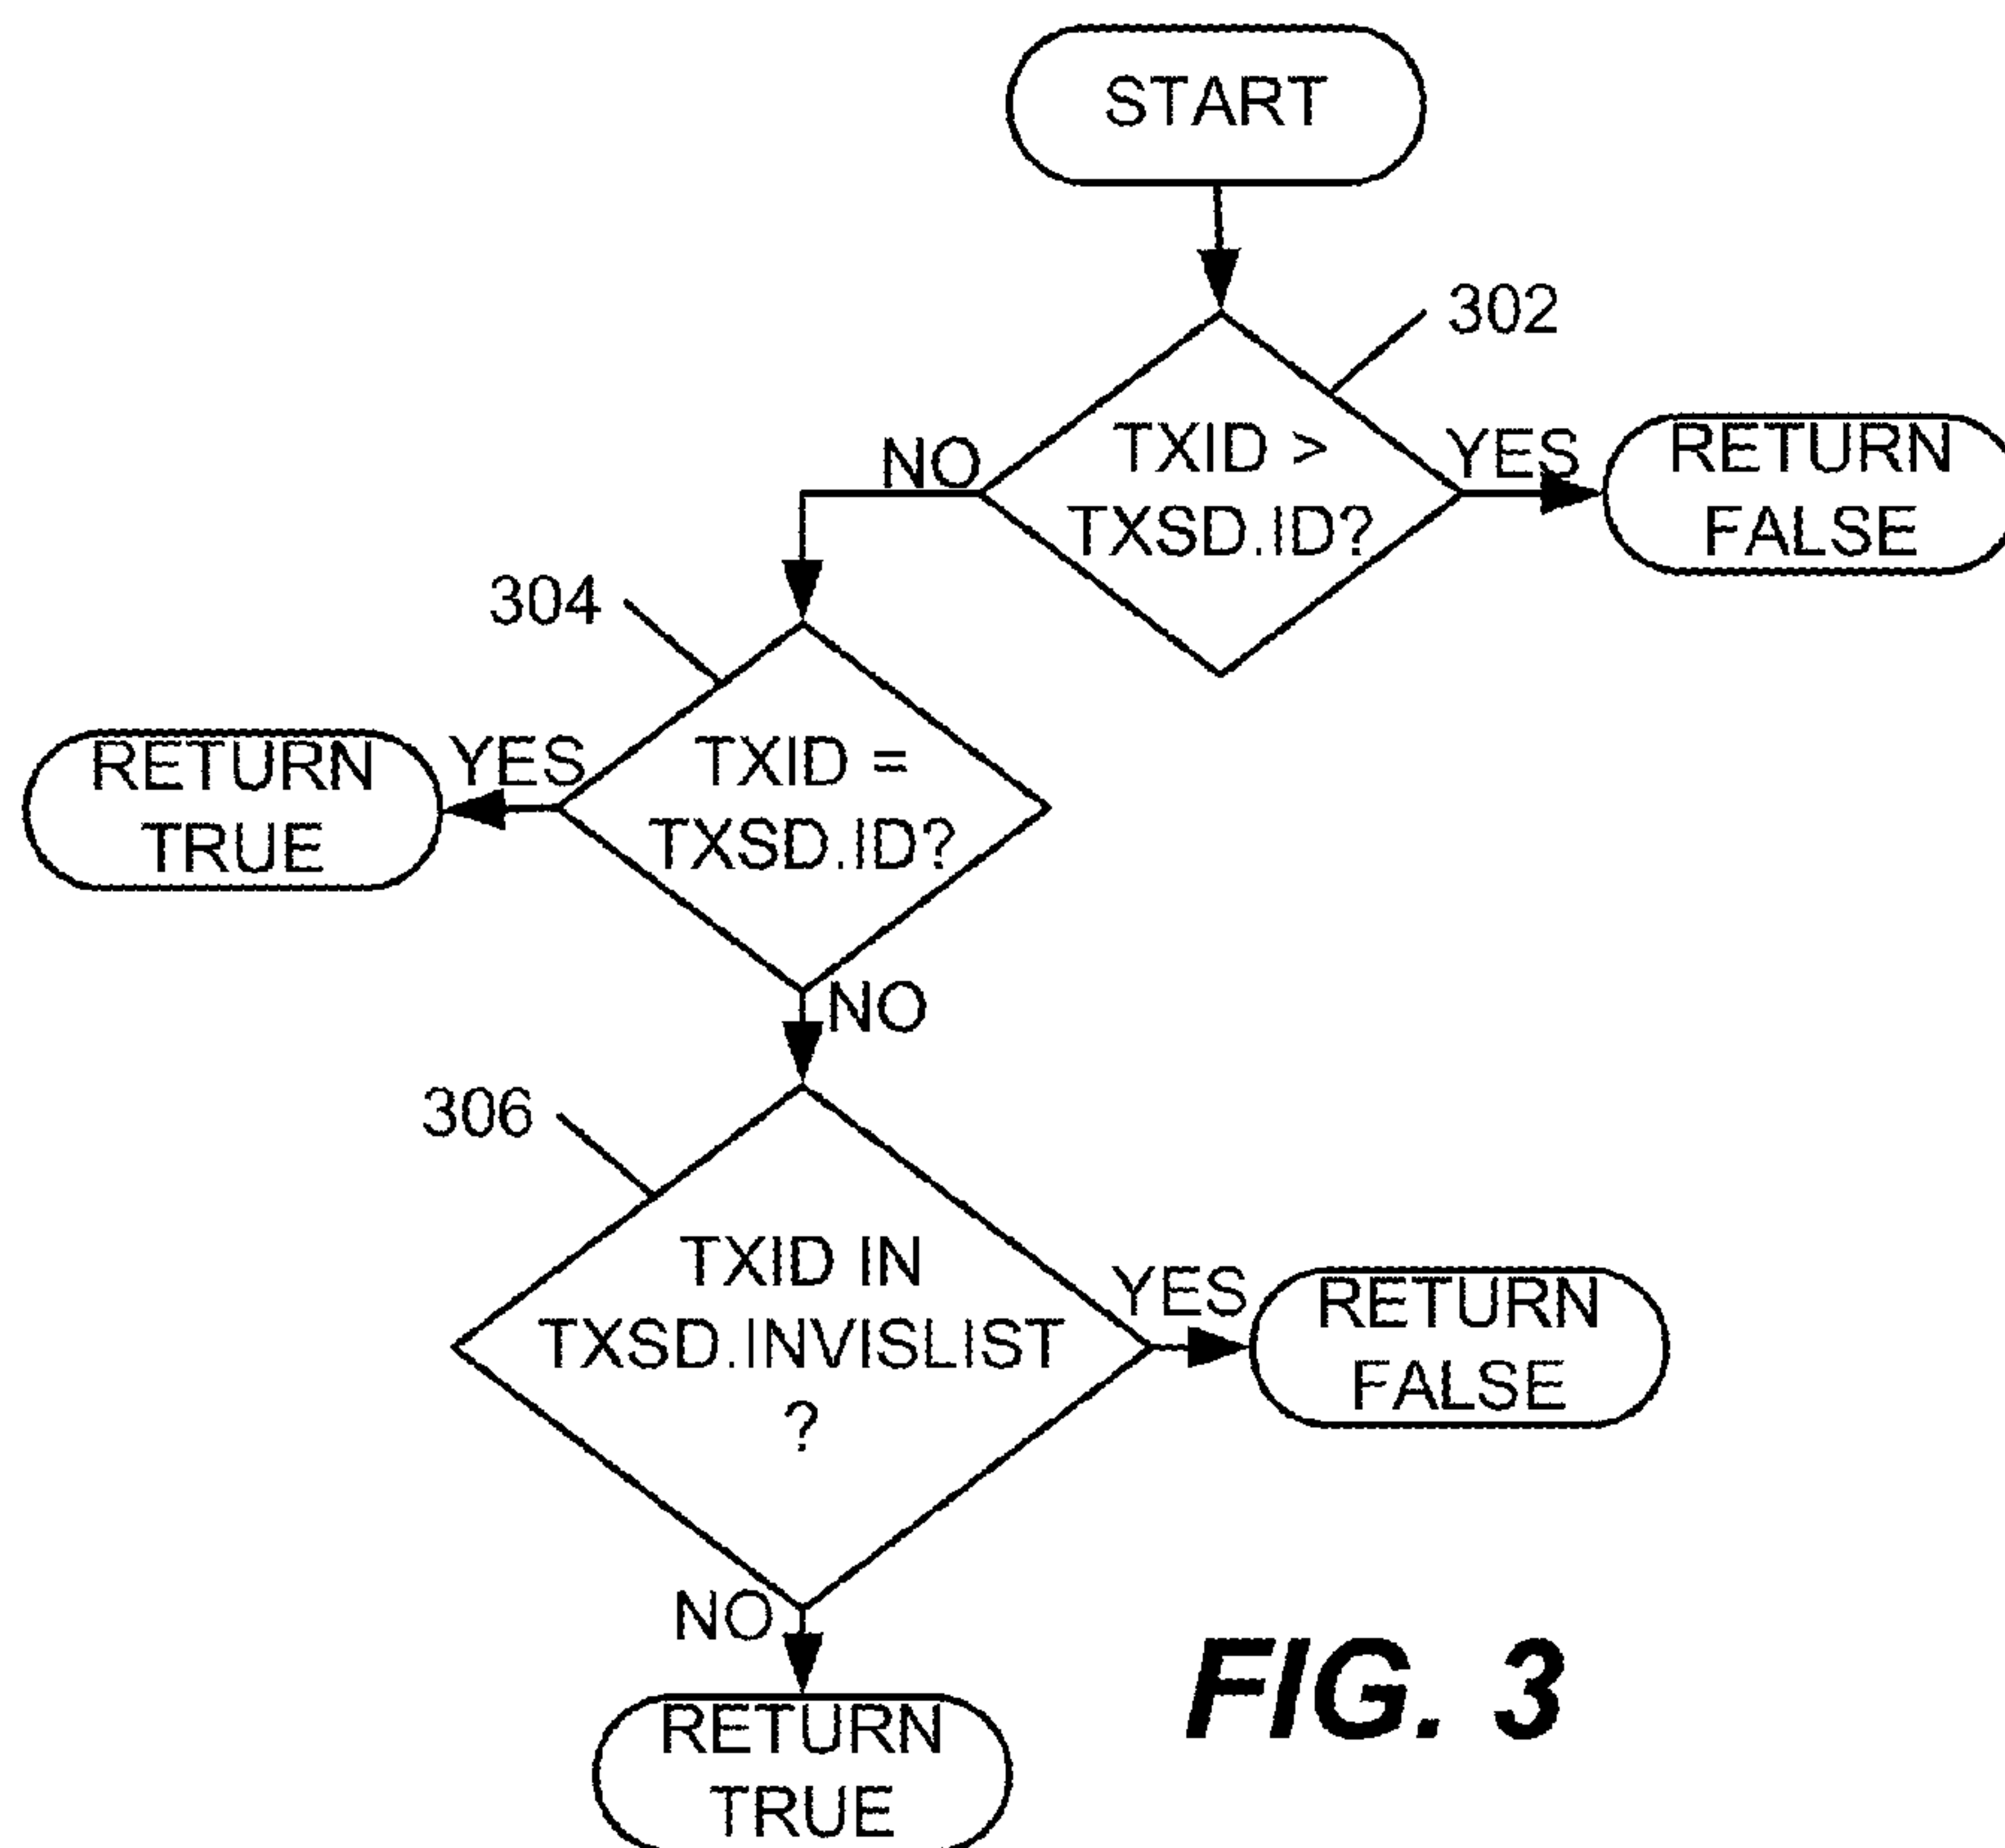 START
302
TXID >
TXSD.ID?
NO
YES
RETURN
FALSE
304
TXID =
TXSD.ID?
YES
RETURN
TRUE
NO
306
TXID IN
TXSD.INVISLIST
?
YES
RETURN
FALSE
NO
RETURN
TRUE
FIG. 3